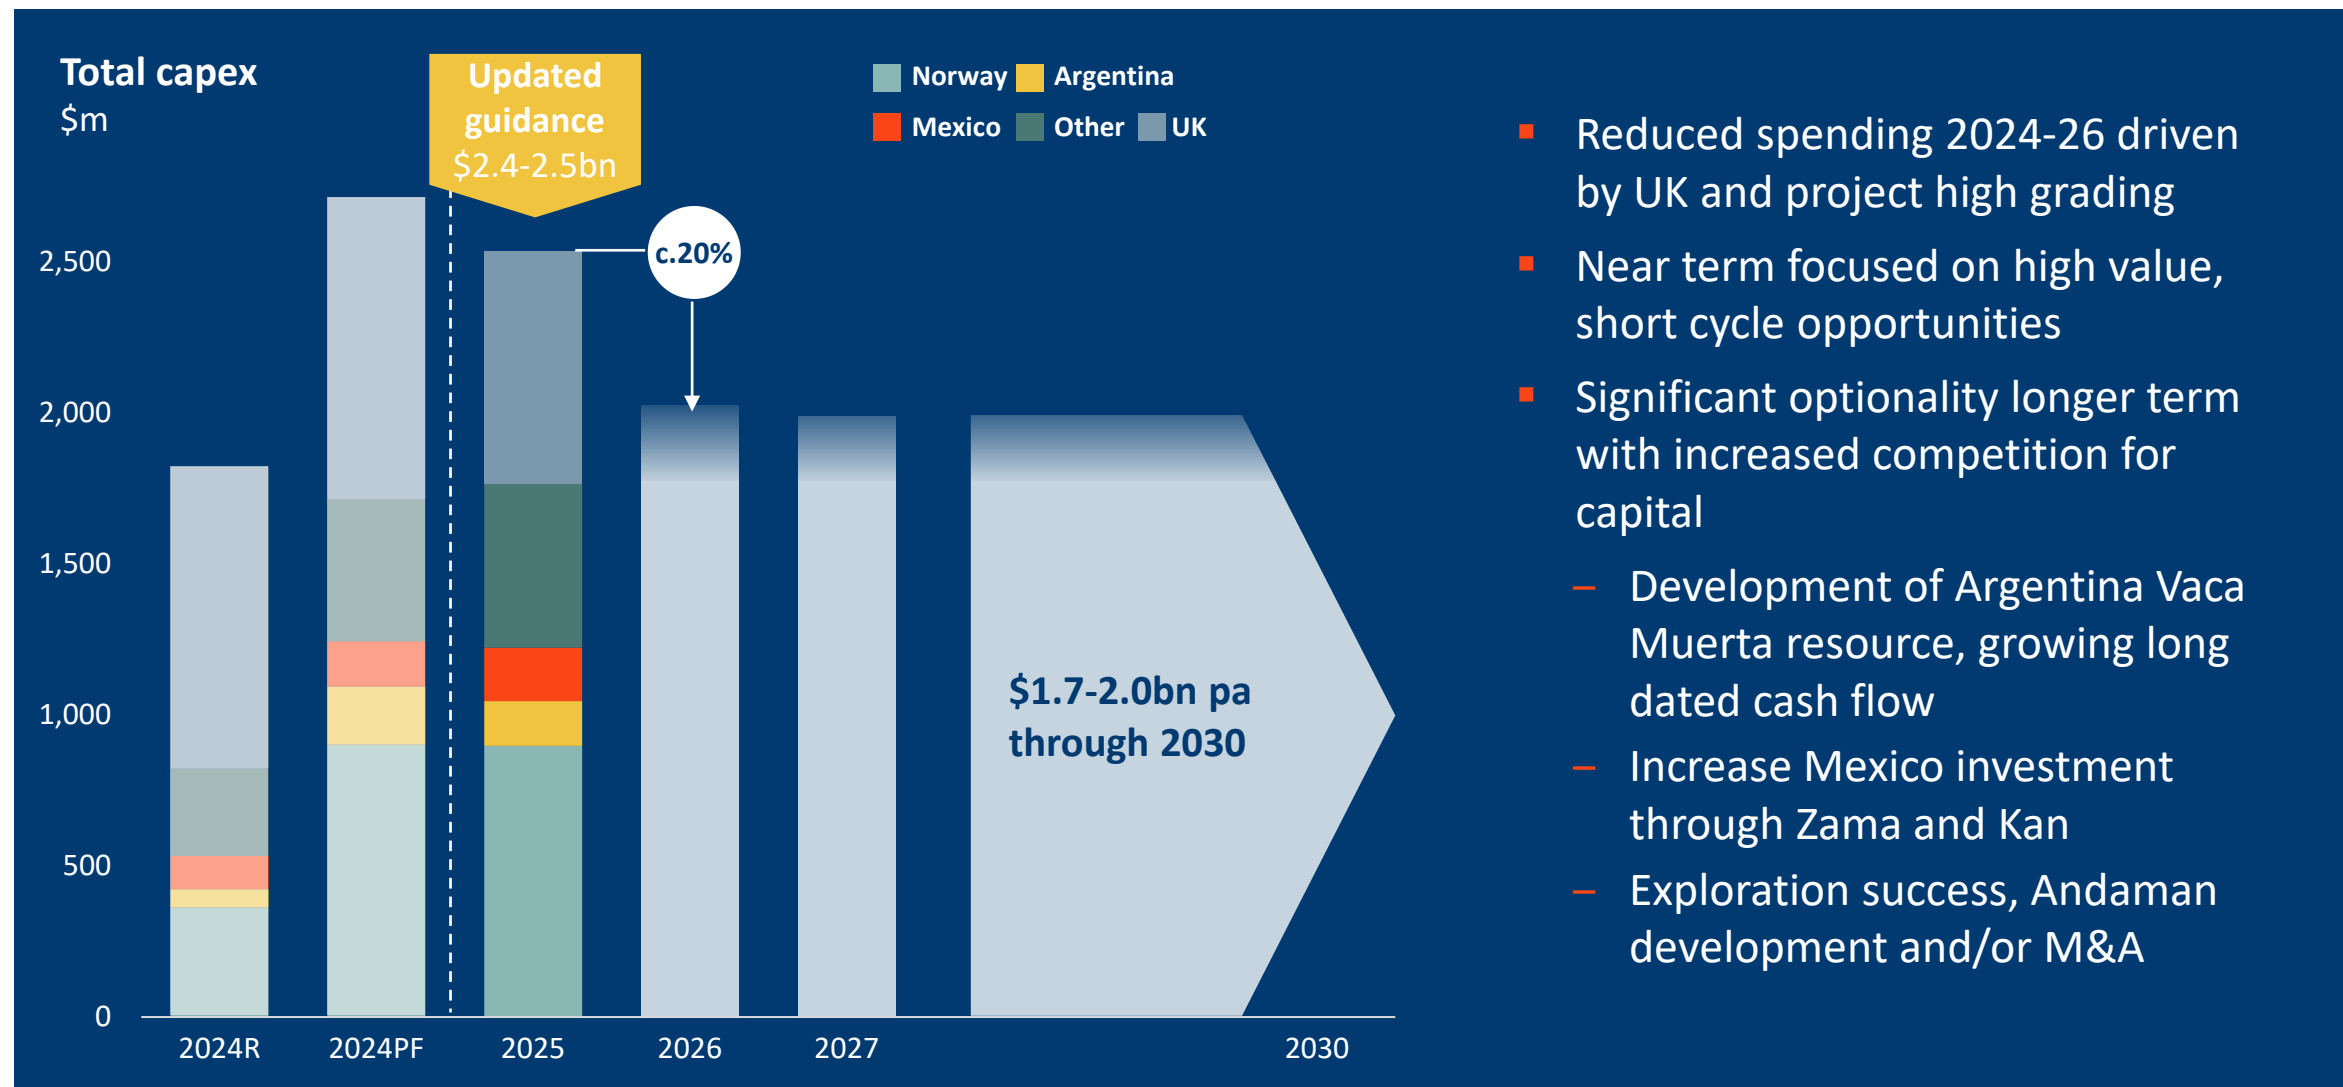 Total capex
$m
Updated
guidance
$2.4-2.5bn
Norway
Argentina
Mexico
Other
UK
c.20%
2,500
2,000
1,500
1,000
500
0
$1.7-2.0bn pa
through 2030
2024R
2024PF
2025
2026
2027
2030
Reduced spending 2024-26 driven
by UK and project high grading
Near term focused on high value,
short cycle opportunities
Significant optionality longer term
with increased competition for
capital
– Development of Argentina Vaca
Muerta resource, growing long
dated cash flow
– Increase Mexico investment
through Zama and Kan
– Exploration success, Andaman
development and/or M&A